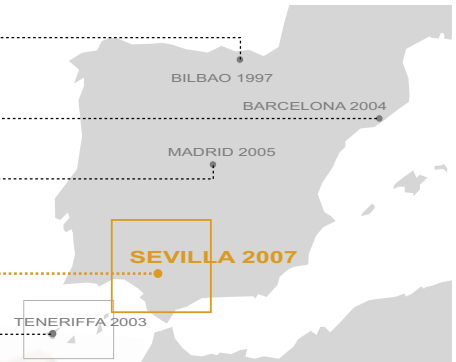 BILBAO 1997
BARCELONA 2004
MADRID 2005
SEVILLA 2007
TENERIFFA 2003